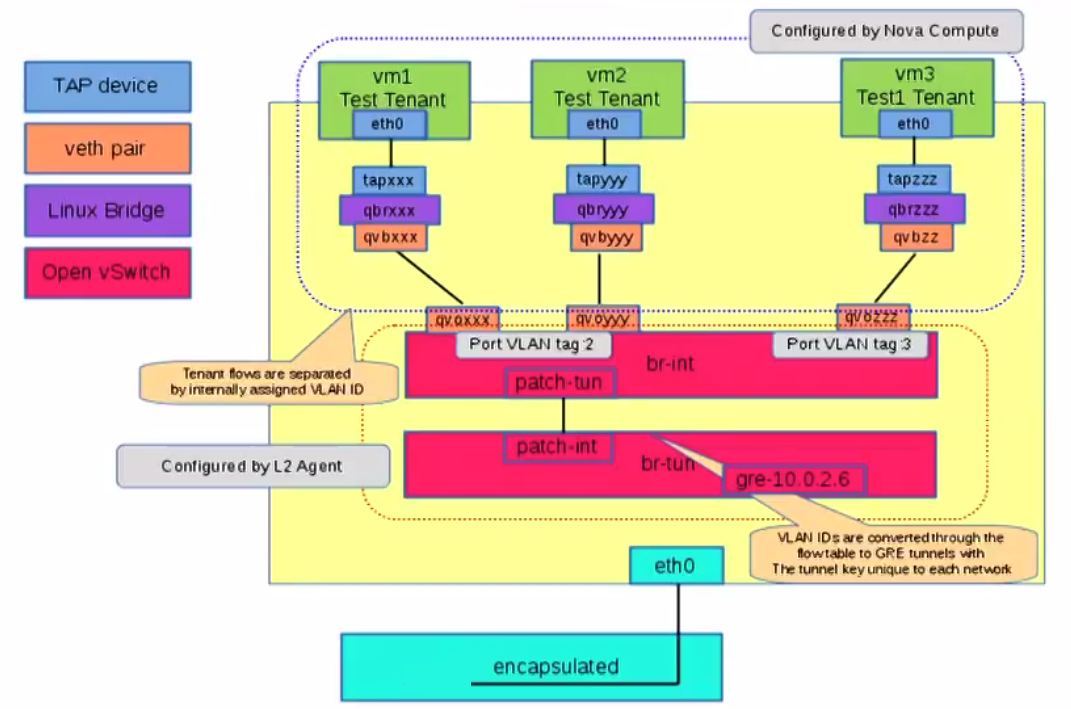 Configured by Nova Compute
TAP device
veth pair
Linux Bridge
Open vSwitch
vm1
Test Tenant
eth0
vm2
Test Tenant
eth0
vm3
Test1 Tenant
eth0
tapxxx
qbrxxx
qvbxxx
tapyyy
qbryyy
qvbyyy
tapzzz
qbrzzz
qvbzz
qvoxxx
qvoyyy
qvozzz
Port VLAN tag:2
Port VLAN tag:3
br-int
patch-tun
Tenant flows are separated
by internally assigned VLAN ID
Configured by L2 Agent
patch-int
br-tun
gre-10.0.2.6
VLAN IDs are converted through the
flow table to GRE tunnels with
The tunnel key unique to each network
eth0
encapsulated